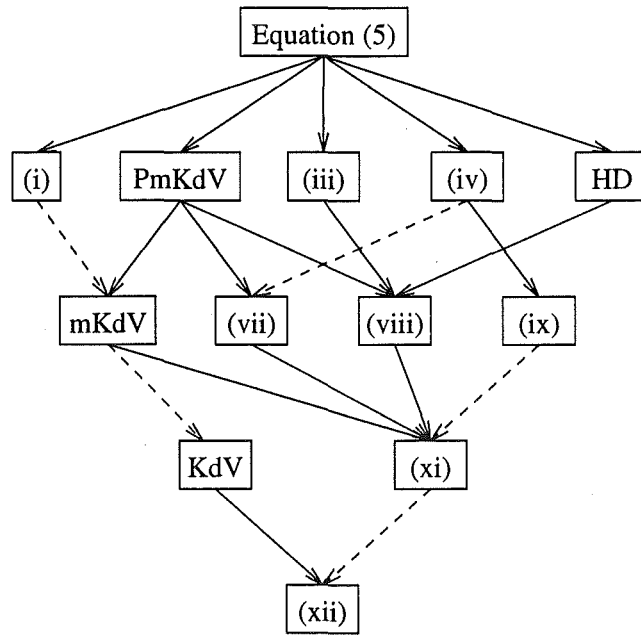 Equation (5)
(i) PmKdV (iii) (iv) HD
mKdV (vii) (viii) (ix)
KdV (xi)
(xii)